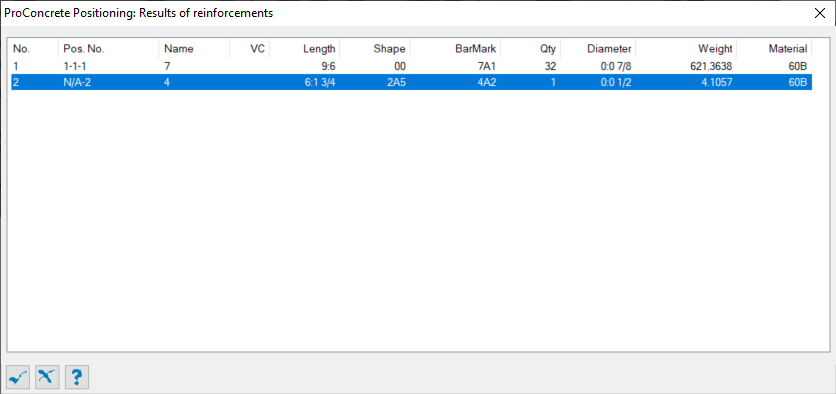 ProConcrete Positioning: Results of reinforcements
No. Pos. No. Name VC Length Shape BarMark Qty Diameter Weight Material
1 1-1-1 7 9:6 00 7A1 32 0:0 7/8 621.3638 60B
2 N/A-2 4 6:1 3/4 2A5 4A2 1 0:0 1/2 4.1057 60B
?